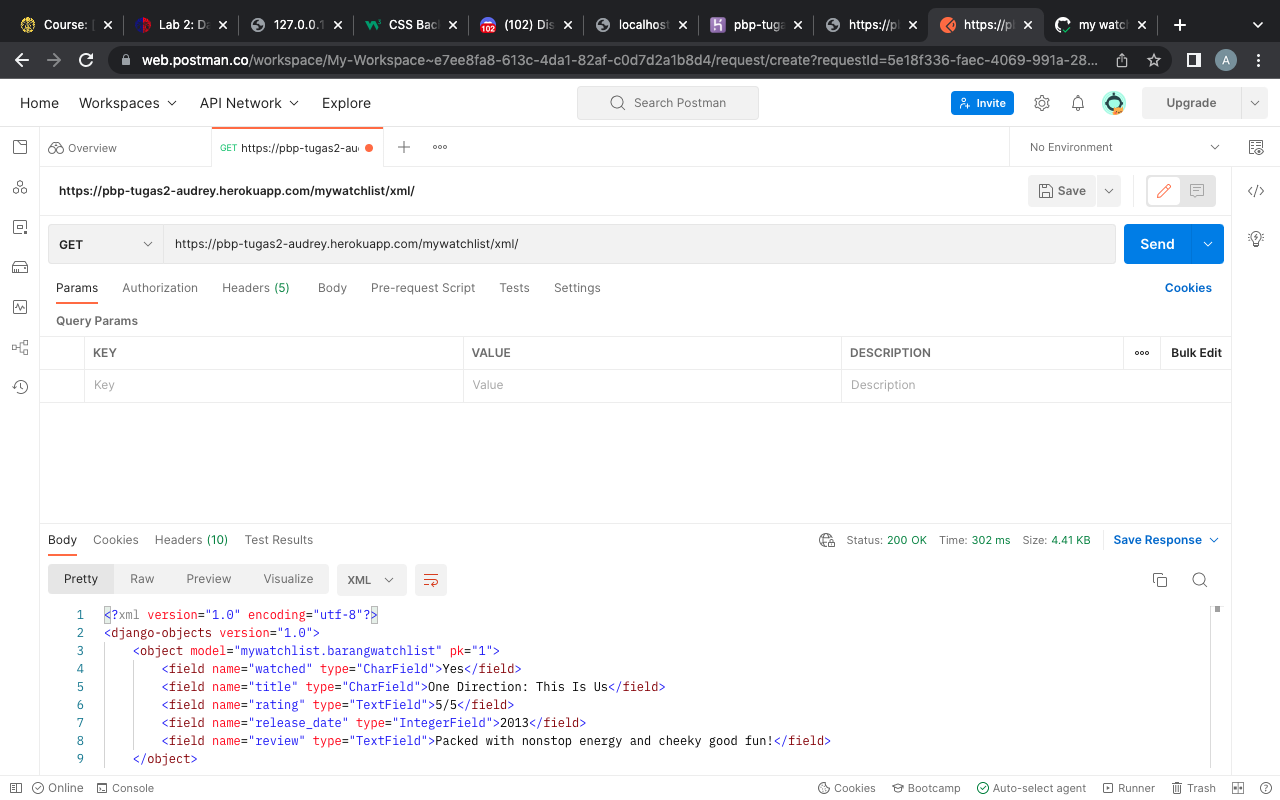 Course: [
Lab 2: Da
127.0.0.1
CSS Bac
(102) Dis
localhost
pbp-tuga
https://pb
https://pb
my watch
web.postman.co/workspace/My-Workspace~e7ee8fa8-613c-4da1-82af-c0d7d2a1b8d4/request/create?requestId=5e18f336-faec-4069-991a-28...
A
Home
Workspaces
API Network
Explore
Search Postman
Invite
Upgrade
Overview
GET https://pbp-tugas2-au
No Environment
https://pbp-tugas2-audrey.herokuapp.com/mywatchlist/xml/
Save
GET
https://pbp-tugas2-audrey.herokuapp.com/mywatchlist/xml/
Send
Params
Authorization
Headers (5)
Body
Pre-request Script
Tests
Settings
Cookies
Query Params
KEY
VALUE
DESCRIPTION
Bulk Edit
Key
Value
Description
Body
Cookies
Headers (10)
Test Results
Status: 200 OK
Time: 302 ms
Size: 4.41 KB
Save Response
Pretty
Raw
Preview
Visualize
XML
1 <?xml version="1.0" encoding="utf-8"?>
2 <django-objects version="1.0">
3 <object model="mywatchlist.barangwatchlist" pk="1">
4 <field name="watched" type="CharField">Yes</field>
5 <field name="title" type="CharField">One Direction: This Is Us</field>
6 <field name="rating" type="TextField">5/5</field>
7 <field name="release_date" type="IntegerField">2013</field>
8 <field name="review" type="TextField">Packed with nonstop energy and cheeky good fun!</field>
9 </object>
Online
Console
Cookies
Bootcamp
Auto-select agent
Runner
Trash